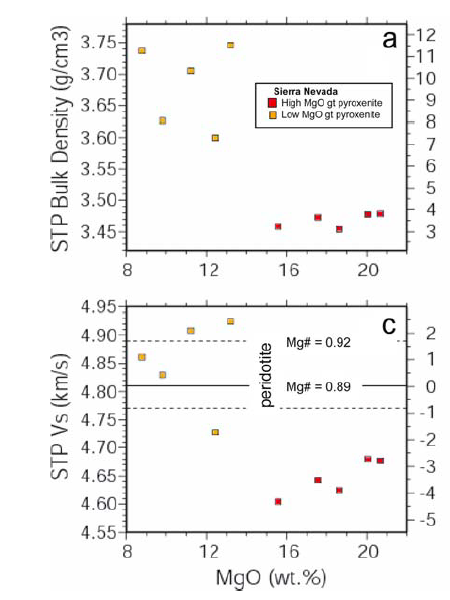 a
STP Bulk Density (g/cm3)
3.75
3.70
3.65
3.60
3.55
3.50
3.45
12
11
10
9
8
7
6
5
4
3
Sierra Nevada
High MgO gt pyroxenite
Low MgO gt pyroxenite
8 12 16 20
c
STP Vs (km/s)
4.95
4.90
4.85
4.80
4.75
4.70
4.65
4.60
4.55
2
1
0
-1
-2
-3
-4
-5
peridotite
Mg# = 0.92
Mg# = 0.89
8 12 16 20
MgO (wt.%)